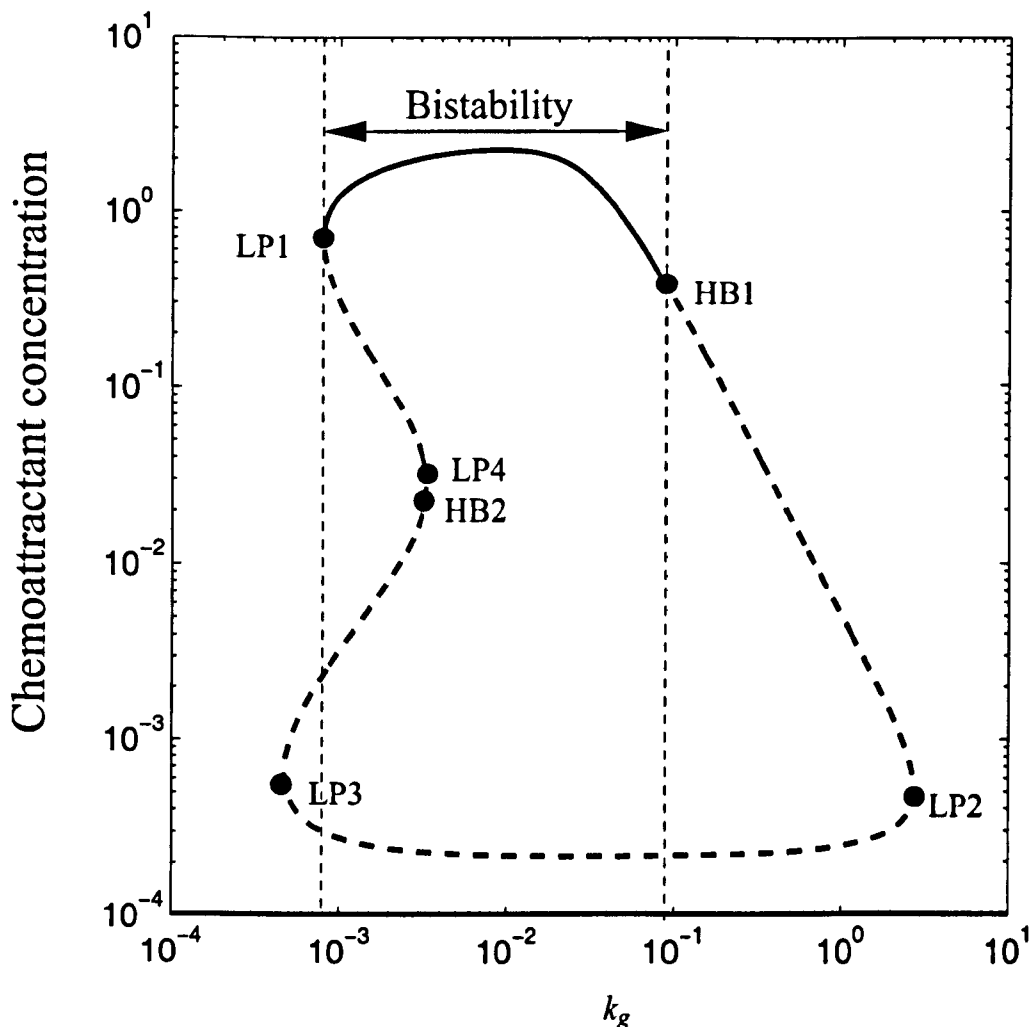 Chemoattractant concentration
10^1
10^0
10^-1
10^-2
10^-3
10^-4
Bistability
LP1
HB1
LP4
HB2
LP3
LP2
10^-4
10^-3
10^-2
10^-1
10^0
10^1
k_g